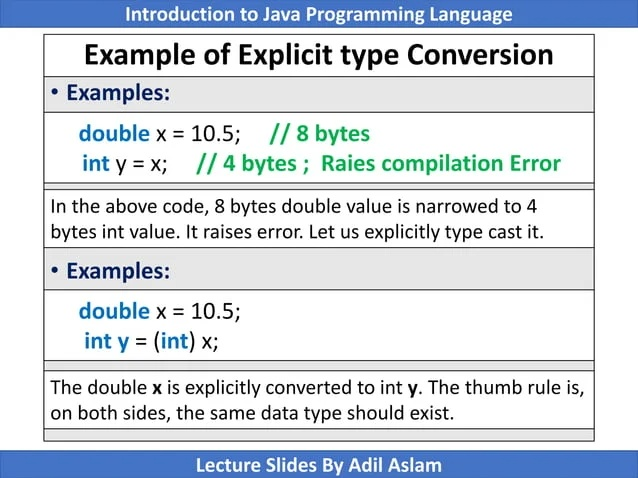 Introduction to Java Programming Language
Example of Explicit type Conversion
• Examples:
double x = 10.5; // 8 bytes
int y = x; // 4 bytes ; Raies compilation Error
In the above code, 8 bytes double value is narrowed to 4
bytes int value. It raises error. Let us explicitly type cast it.
• Examples:
double x = 10.5;
int y = (int) x;
The double x is explicitly converted to int y. The thumb rule is,
on both sides, the same data type should exist.
Lecture Slides By Adil Aslam